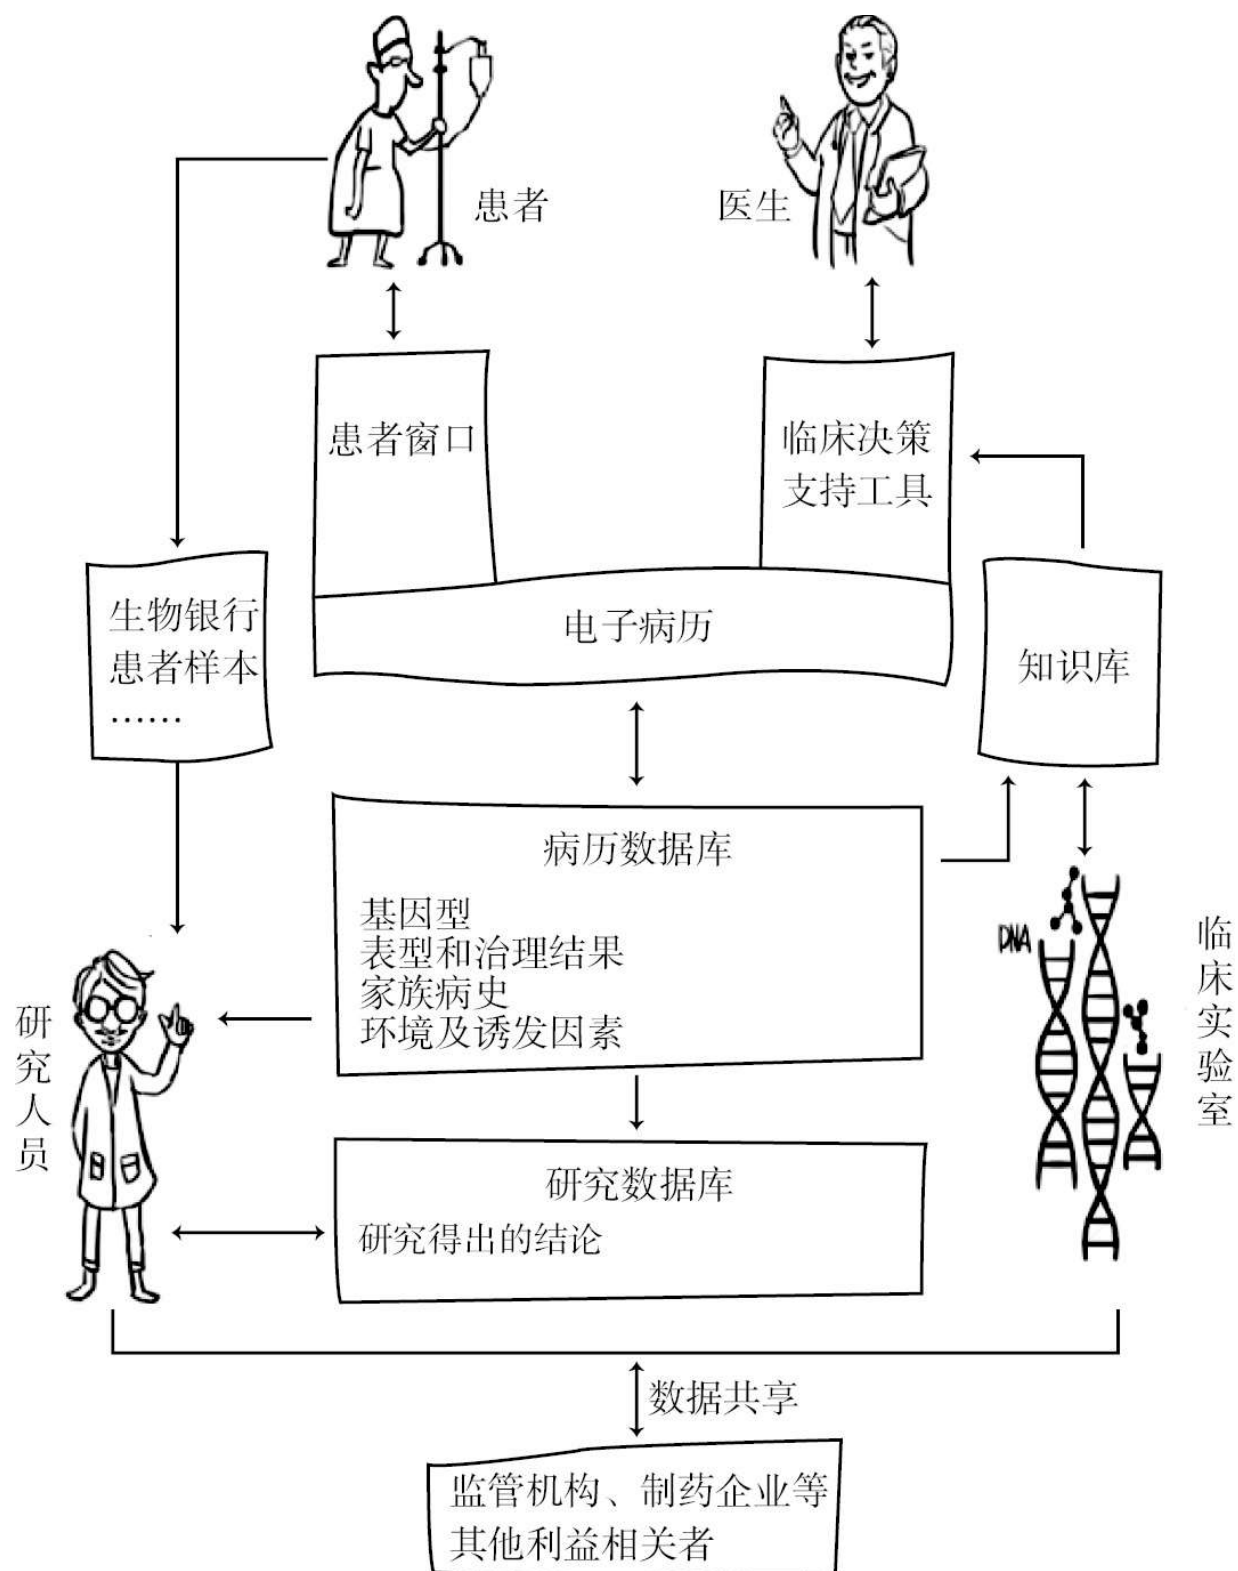 患者
医生
患者窗口
临床决策
支持工具
生物银行
患者样本
……
电子病历
知识库
病历数据库
基因型
表型和治理结果
家族病史
环境及诱发因素
DNA
临床实验室
研究人员
研究数据库
研究得出的结论
数据共享
监管机构、制药企业等
其他利益相关者